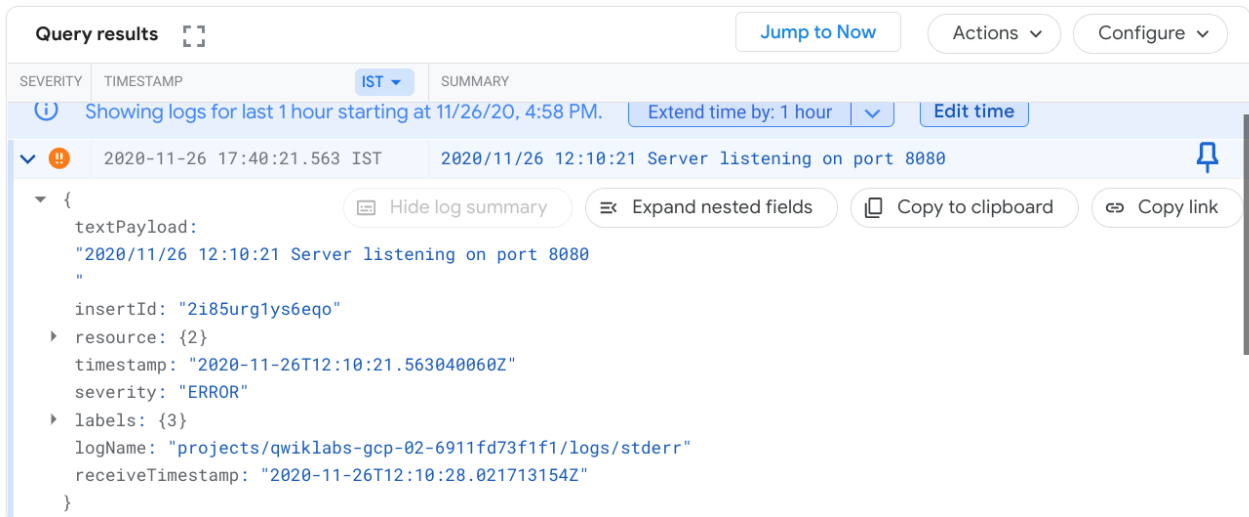 Query results
Jump to Now
Actions
Configure
SEVERITY TIMESTAMP IST SUMMARY
Showing logs for last 1 hour starting at 11/26/20, 4:58 PM. Extend time by: 1 hour Edit time
!! 2020-11-26 17:40:21.563 IST 2020/11/26 12:10:21 Server listening on port 8080
{
Hide log summary
Expand nested fields
Copy to clipboard
Copy link
textPayload:
"2020/11/26 12:10:21 Server listening on port 8080
"
insertId: "2i85urg1ys6eqo"
resource: {2}
timestamp: "2020-11-26T12:10:21.563040060Z"
severity: "ERROR"
labels: {3}
logName: "projects/qwiklabs-gcp-02-6911fd73f1f1/logs/stderr"
receiveTimestamp: "2020-11-26T12:10:28.021713154Z"
}